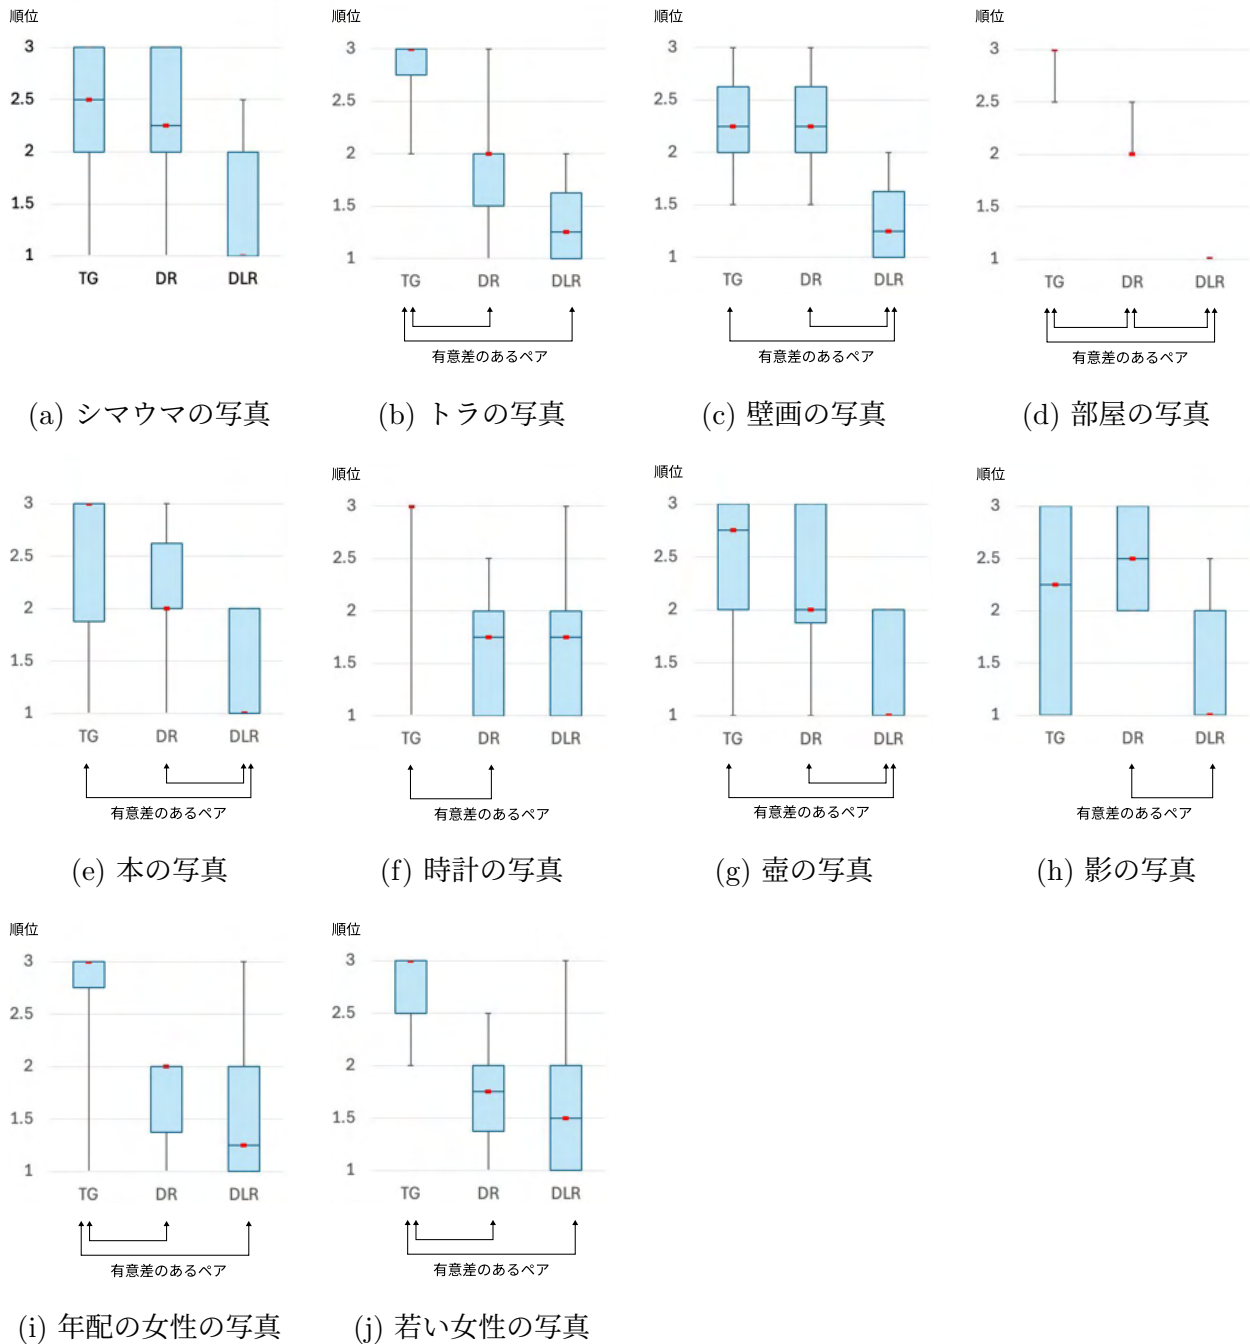 順位
3
2.5
2
1.5
1
TG DR DLR
(a) シマウマの写真
順位
3
2.5
2
1.5
1
TG DR DLR
有意差のあるペア
(b) トラの写真
順位
3
2.5
2
1.5
1
TG DR DLR
有意差のあるペア
(c) 壁画の写真
順位
3
2.5
2
1.5
1
TG DR DLR
有意差のあるペア
(d) 部屋の写真
順位
3
2.5
2
1.5
1
TG DR DLR
有意差のあるペア
(e) 本の写真
順位
3
2.5
2
1.5
1
TG DR DLR
有意差のあるペア
(f) 時計の写真
順位
3
2.5
2
1.5
1
TG DR DLR
有意差のあるペア
(g) 壺の写真
順位
3
2.5
2
1.5
1
TG DR DLR
有意差のあるペア
(h) 影の写真
順位
3
2.5
2
1.5
1
TG DR DLR
有意差のあるペア
(i) 年配の女性の写真
順位
3
2.5
2
1.5
1
TG DR DLR
有意差のあるペア
(j) 若い女性の写真